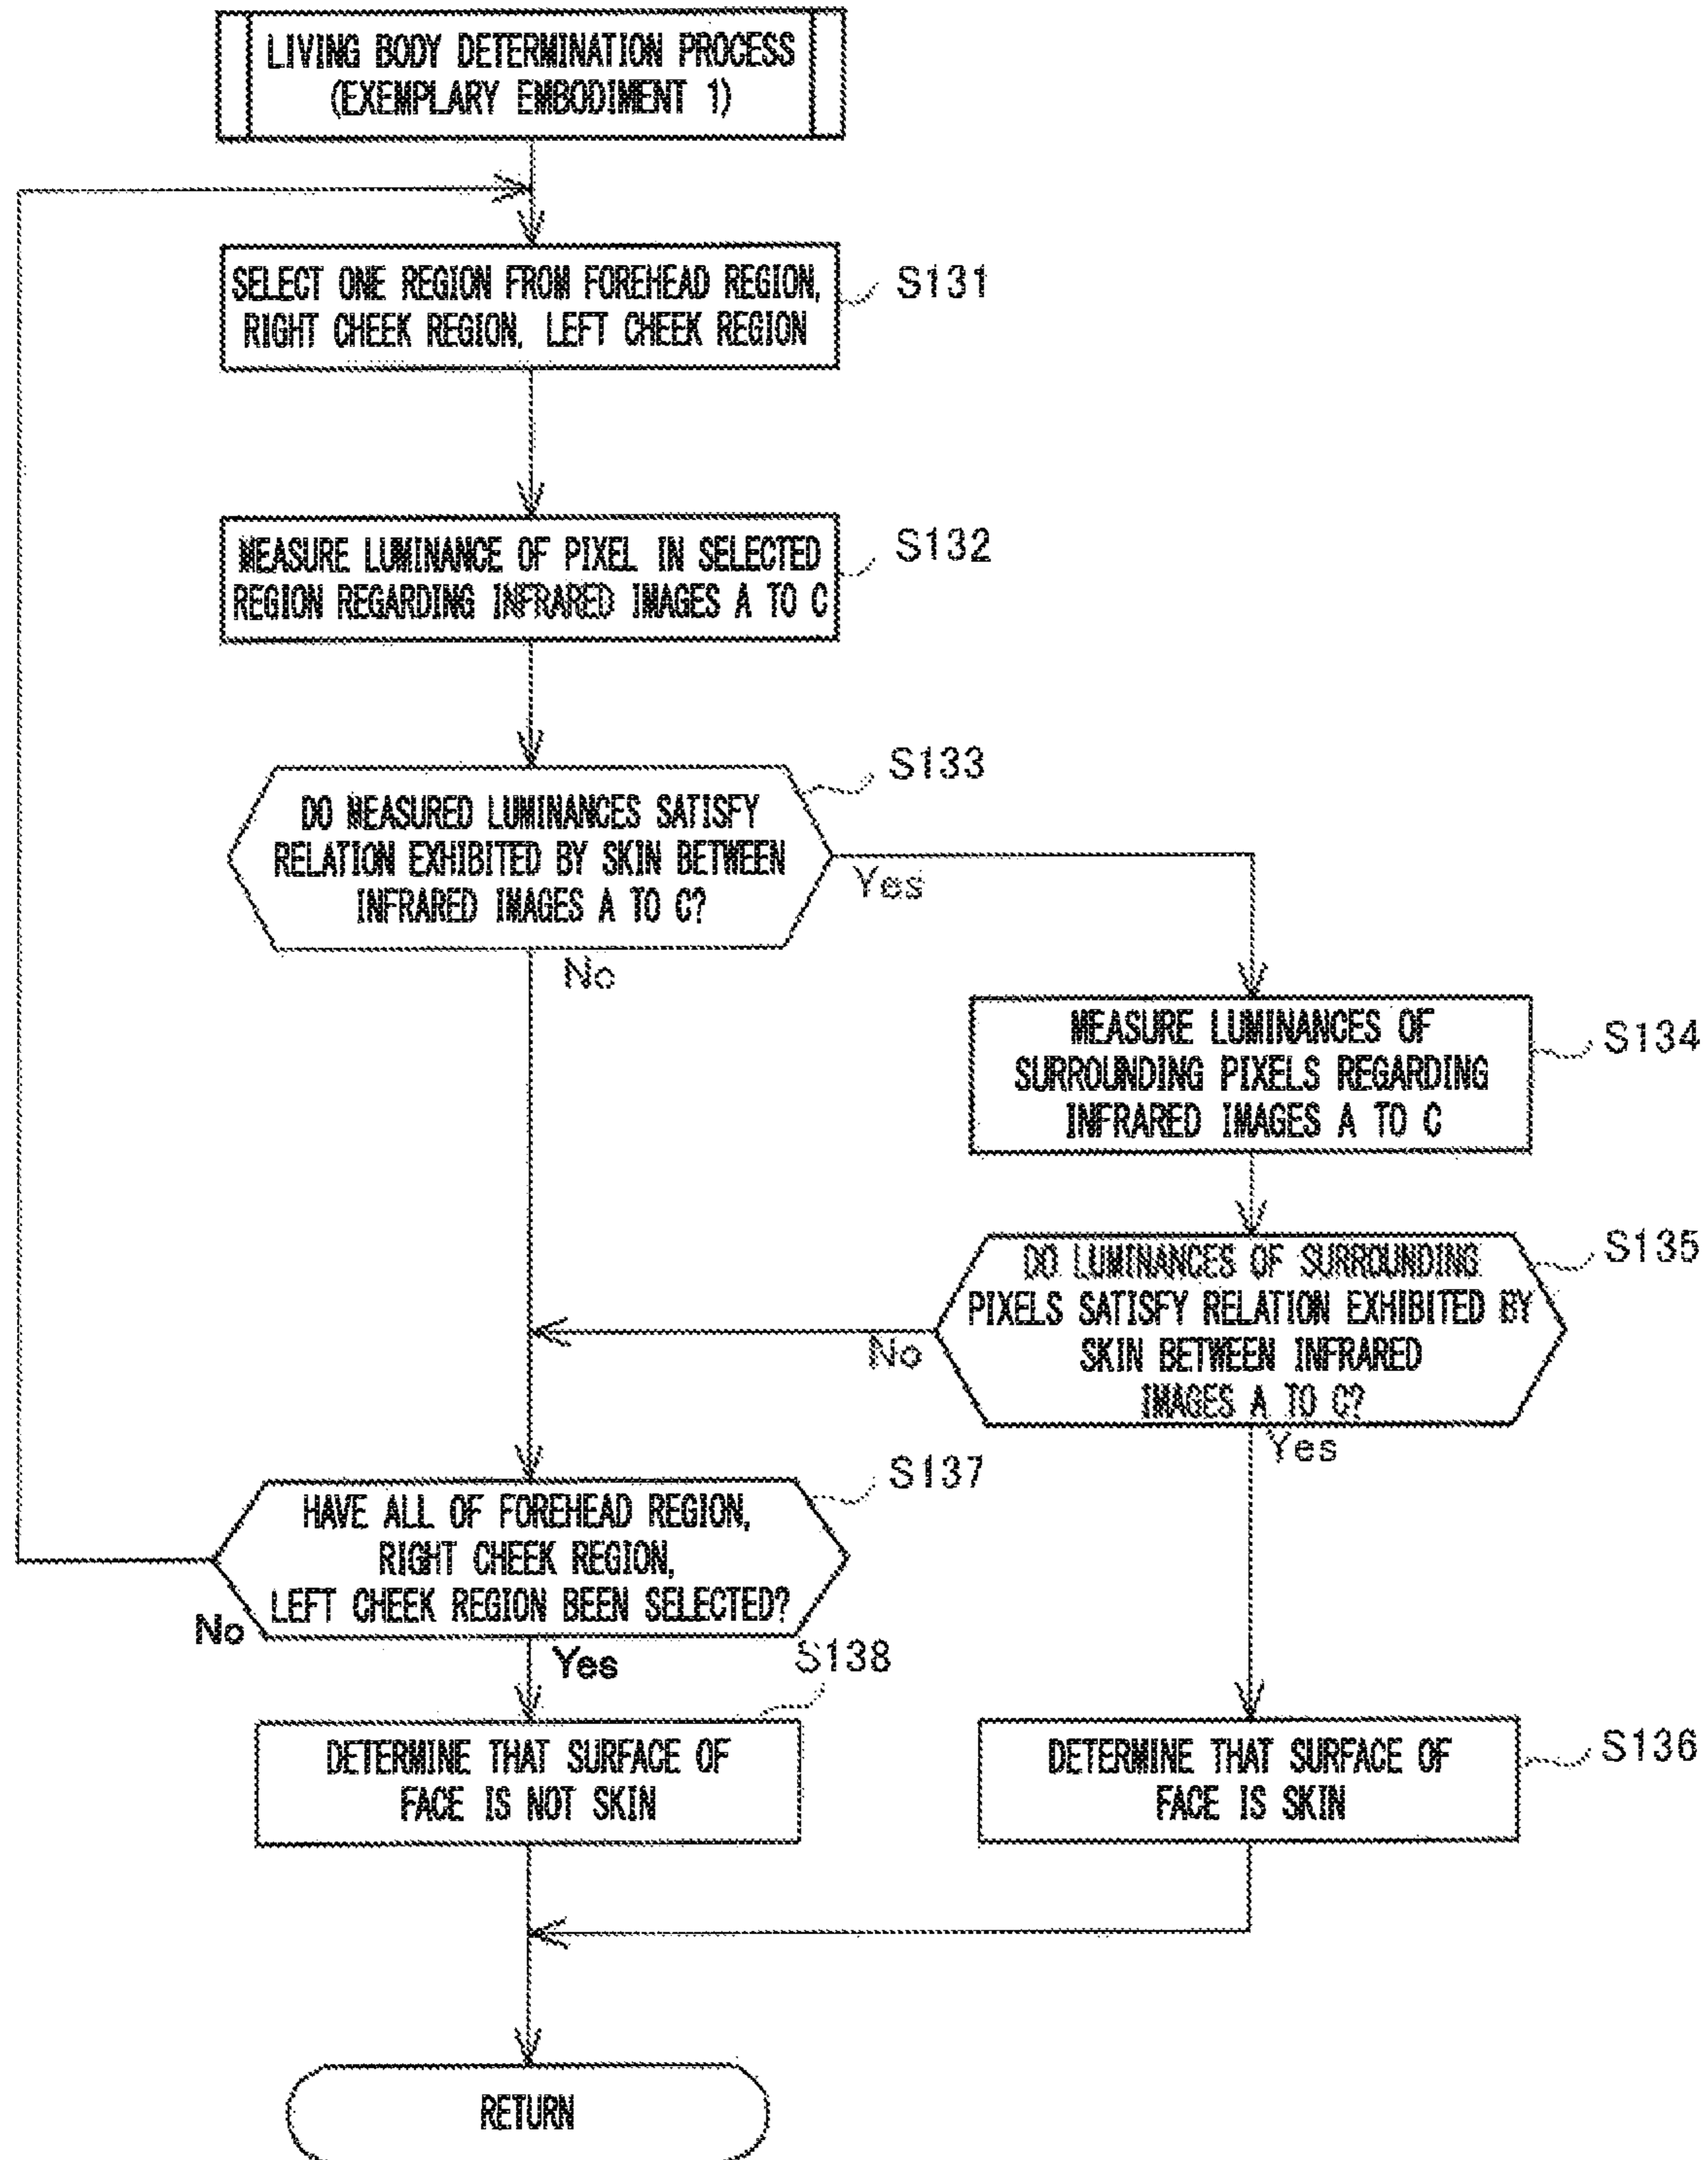 LIVING BODY DETERMINATION PROCESS
(EXEMPLARY EMBODIMENT 1)
SELECT ONE REGION FROM FOREHEAD REGION,
RIGHT CHEEK REGION, LEFT CHEEK REGION
S131
MEASURE LUMINANCE OF PIXEL IN SELECTED
REGION REGARDING INFRARED IMAGES A TO C
S132
S133
DO MEASURED LUMINANCES SATISFY
RELATION EXHIBITED BY SKIN BETWEEN
INFRARED IMAGES A TO C?
Yes
No
MEASURE LUMINANCES OF
SURROUNDING PIXELS REGARDING
INFRARED IMAGES A TO C
S134
S135
DO LUMINANCES OF SURROUNDING
PIXELS SATISFY RELATION EXHIBITED BY
SKIN BETWEEN INFRARED
IMAGES A TO C?
No
Yes
S137
HAVE ALL OF FOREHEAD REGION,
RIGHT CHEEK REGION,
LEFT CHEEK REGION BEEN SELECTED?
No
Yes
S138
DETERMINE THAT SURFACE OF
FACE IS NOT SKIN
DETERMINE THAT SURFACE OF
FACE IS SKIN
S136
RETURN